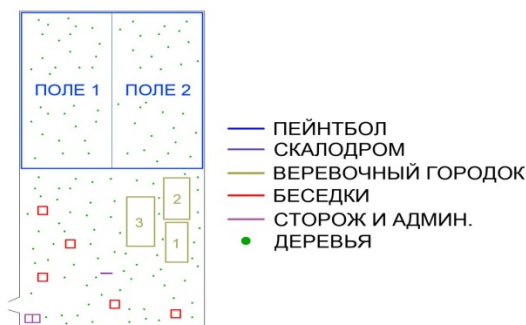 ПОЛЕ 1 ПОЛЕ 2
2
3
1
ПЕЙНТБОЛ
СКАЛОДРОМ
ВЕРЕВОЧНЫЙ ГОРОДОК
БЕСЕДКИ
СТОРОЖ И АДМИН.
ДЕРЕВЬЯ